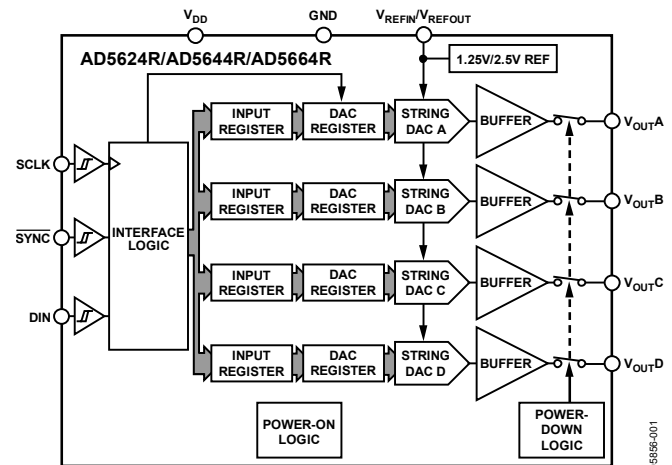 VDD
GND
VREFIN/VREFOUT
AD5624R/AD5644R/AD5664R
1.25V/2.5V REF
SCLK
SYNC
DIN
INTERFACE
LOGIC
INPUT
REGISTER
DAC
REGISTER
STRING
DAC A
BUFFER
VOUTA
INPUT
REGISTER
DAC
REGISTER
STRING
DAC B
BUFFER
VOUTB
INPUT
REGISTER
DAC
REGISTER
STRING
DAC C
BUFFER
VOUTC
INPUT
REGISTER
DAC
REGISTER
STRING
DAC D
BUFFER
VOUTD
POWER-ON
LOGIC
POWER-
DOWN
LOGIC
5856-001